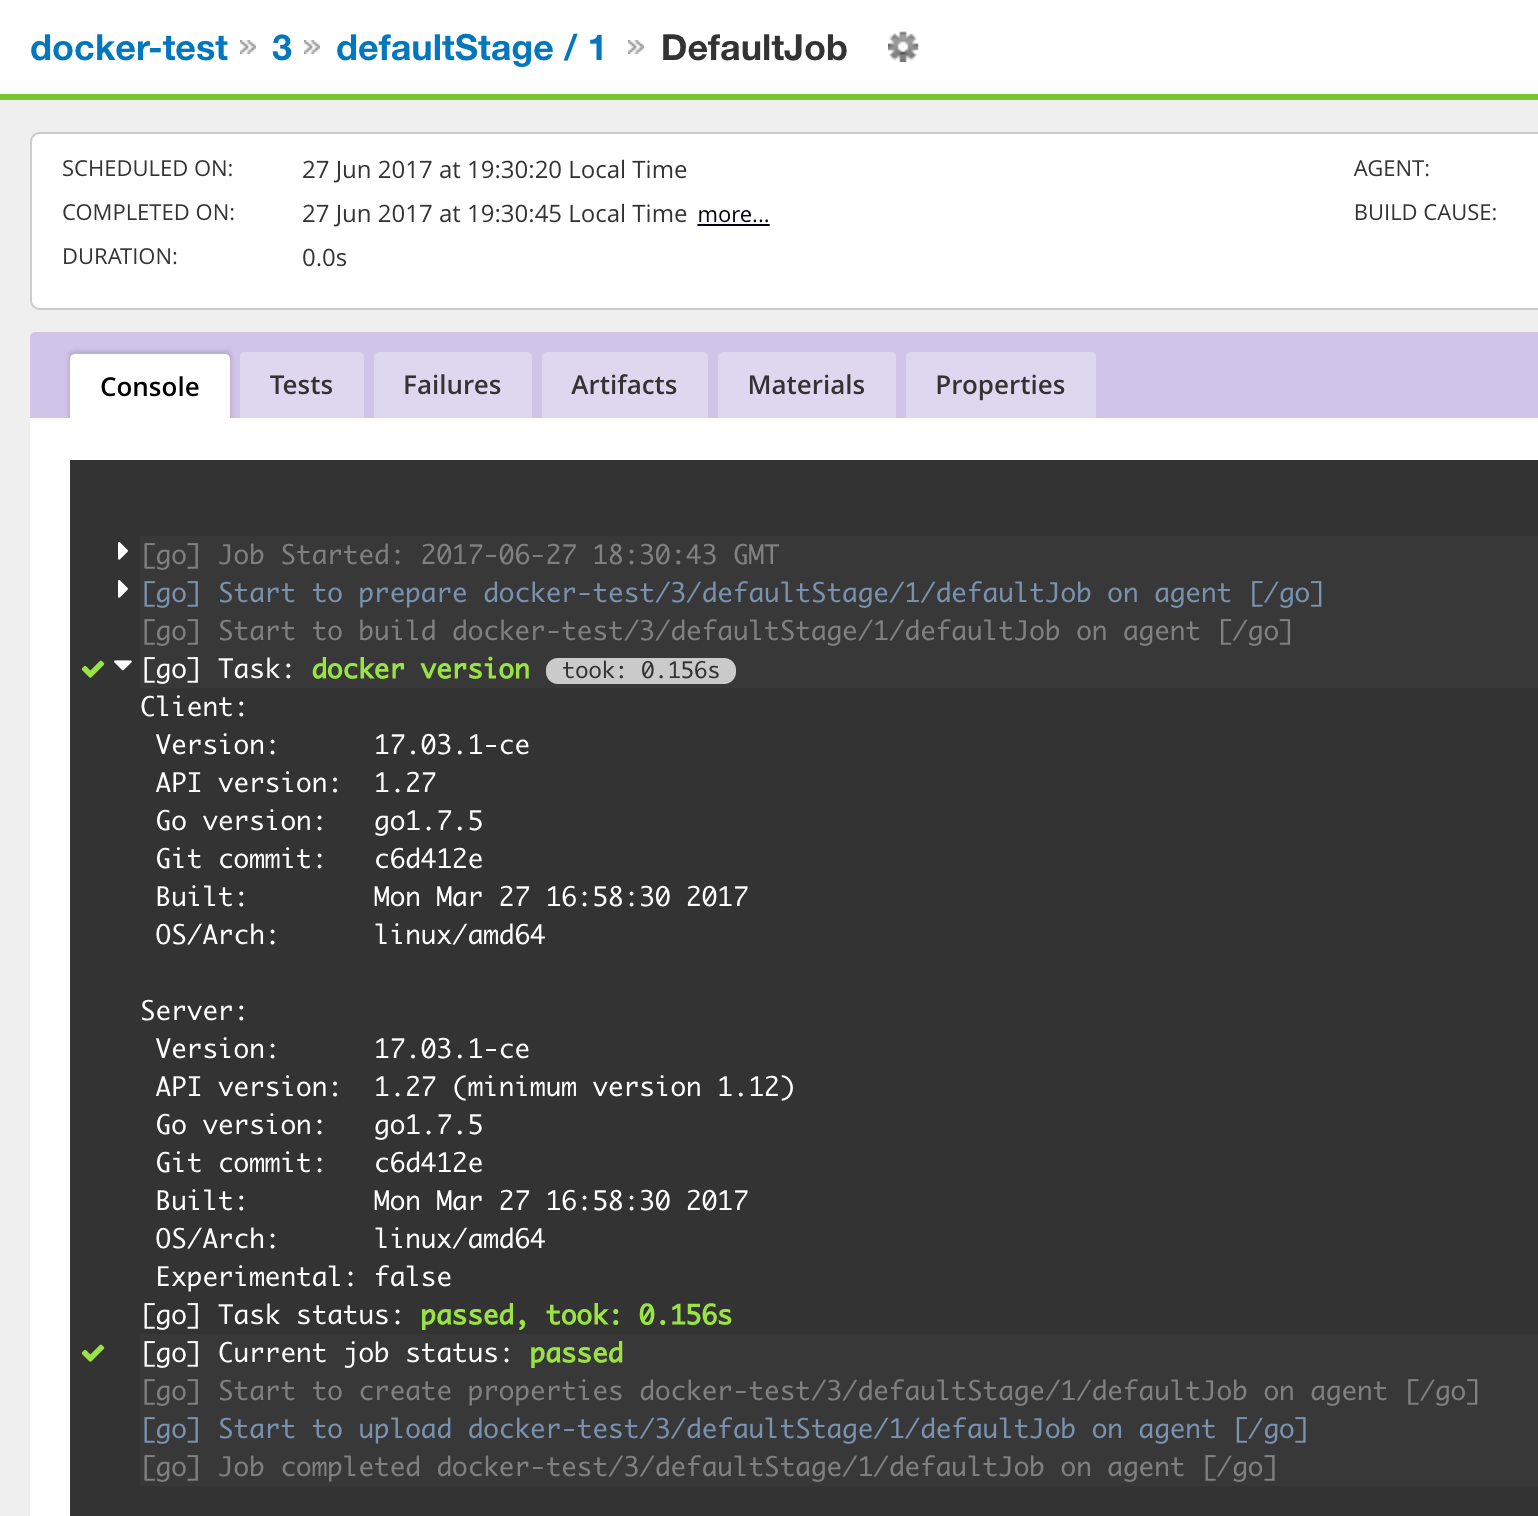 docker-test » 3 » defaultStage / 1 » DefaultJob
SCHEDULED ON: 27 Jun 2017 at 19:30:20 Local Time AGENT:
COMPLETED ON: 27 Jun 2017 at 19:30:45 Local Time more... BUILD CAUSE:
DURATION: 0.0s
Console Tests Failures Artifacts Materials Properties
[go] Job Started: 2017-06-27 18:30:43 GMT
[go] Start to prepare docker-test/3/defaultStage/1/defaultJob on agent [/go]
[go] Start to build docker-test/3/defaultStage/1/defaultJob on agent [/go]
[go] Task: docker version took: 0.156s
Client:
Version: 17.03.1-ce
API version: 1.27
Go version: go1.7.5
Git commit: c6d412e
Built: Mon Mar 27 16:58:30 2017
OS/Arch: linux/amd64
Server:
Version: 17.03.1-ce
API version: 1.27 (minimum version 1.12)
Go version: go1.7.5
Git commit: c6d412e
Built: Mon Mar 27 16:58:30 2017
OS/Arch: linux/amd64
Experimental: false
[go] Task status: passed, took: 0.156s
[go] Current job status: passed
[go] Start to create properties docker-test/3/defaultStage/1/defaultJob on agent [/go]
[go] Start to upload docker-test/3/defaultStage/1/defaultJob on agent [/go]
[go] Job completed docker-test/3/defaultStage/1/defaultJob on agent [/go]